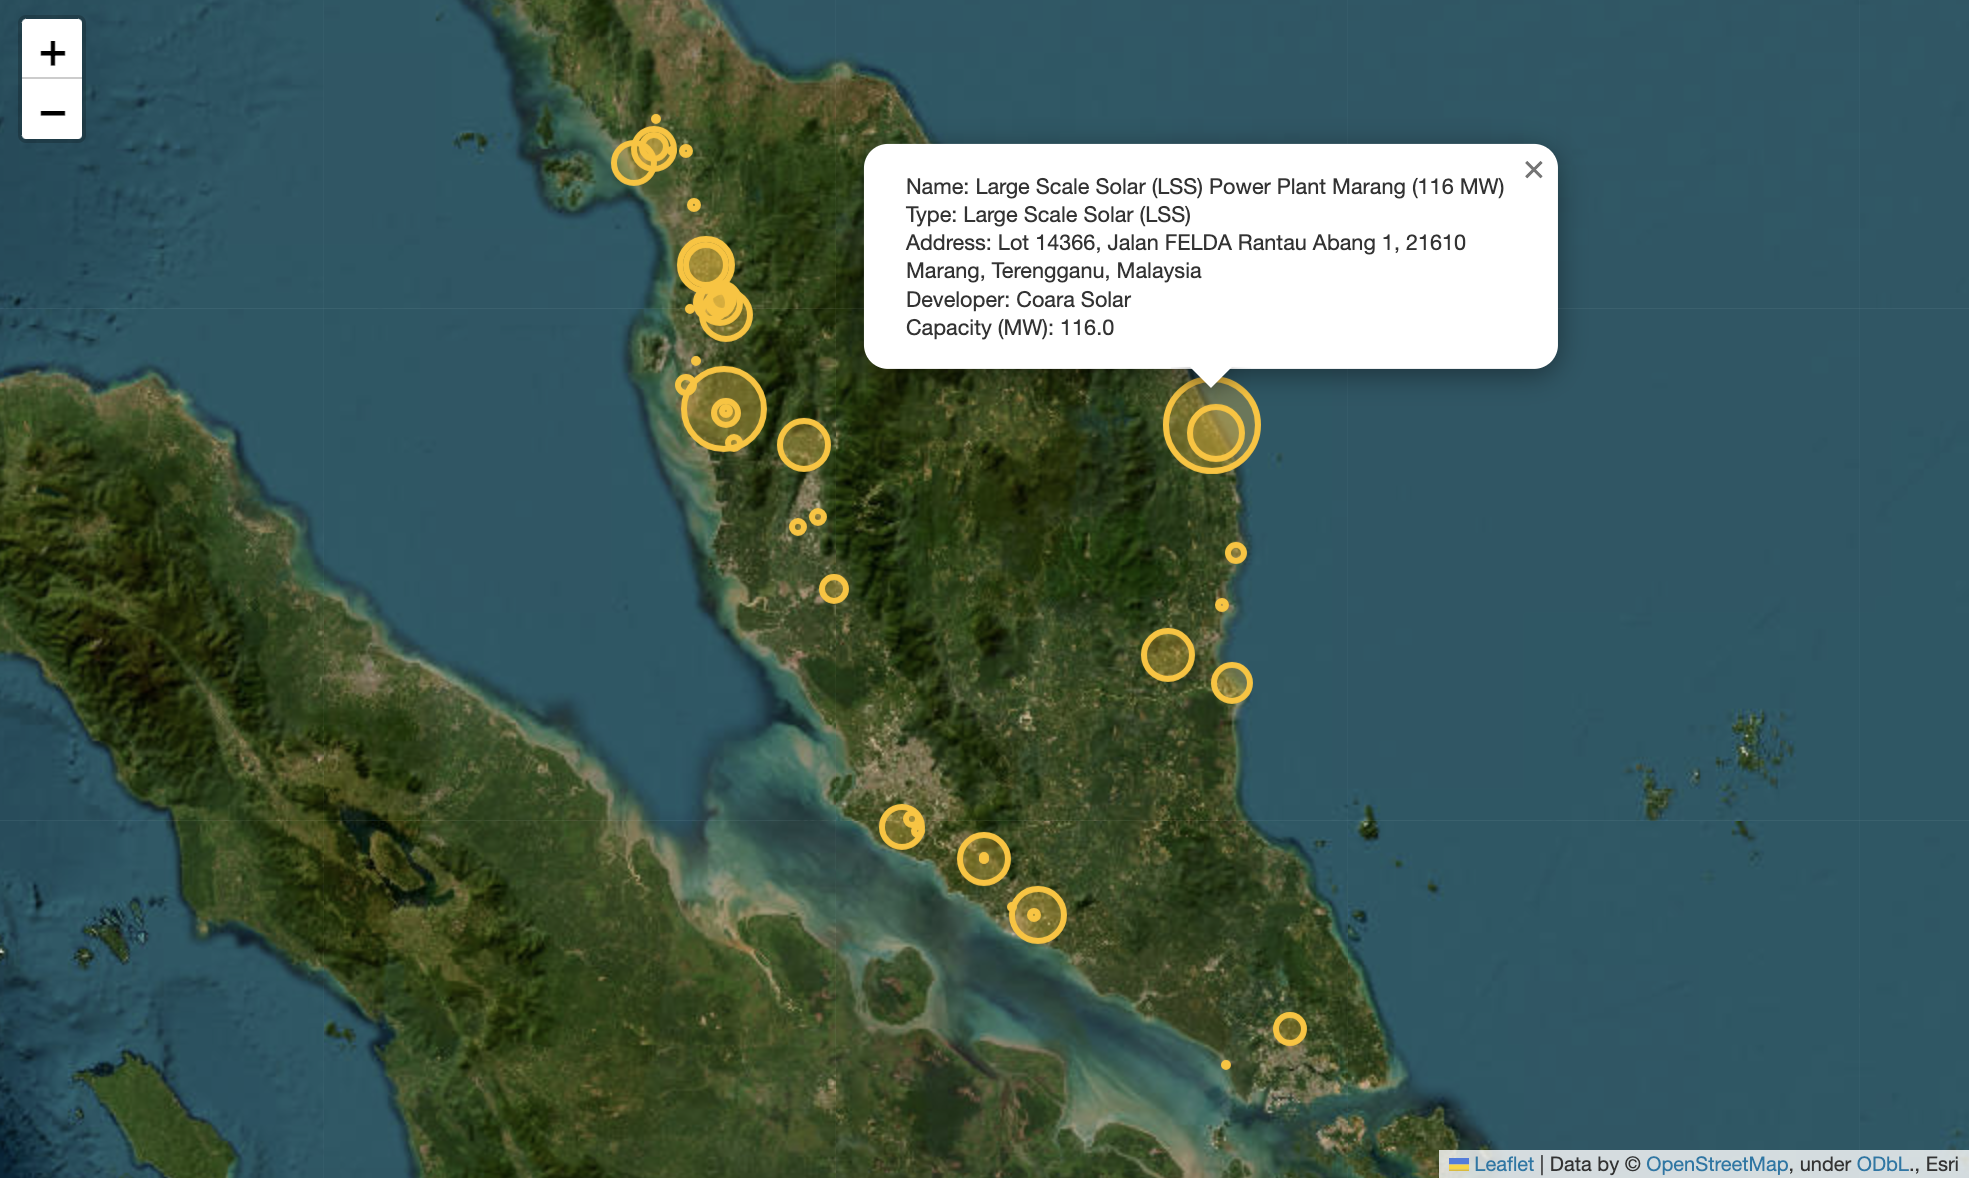 +
−
×
Name: Large Scale Solar (LSS) Power Plant Marang (116 MW)
Type: Large Scale Solar (LSS)
Address: Lot 14366, Jalan FELDA Rantau Abang 1, 21610
Marang, Terengganu, Malaysia
Developer: Coara Solar
Capacity (MW): 116.0
Leaflet | Data by © OpenStreetMap, under ODbL., Esri